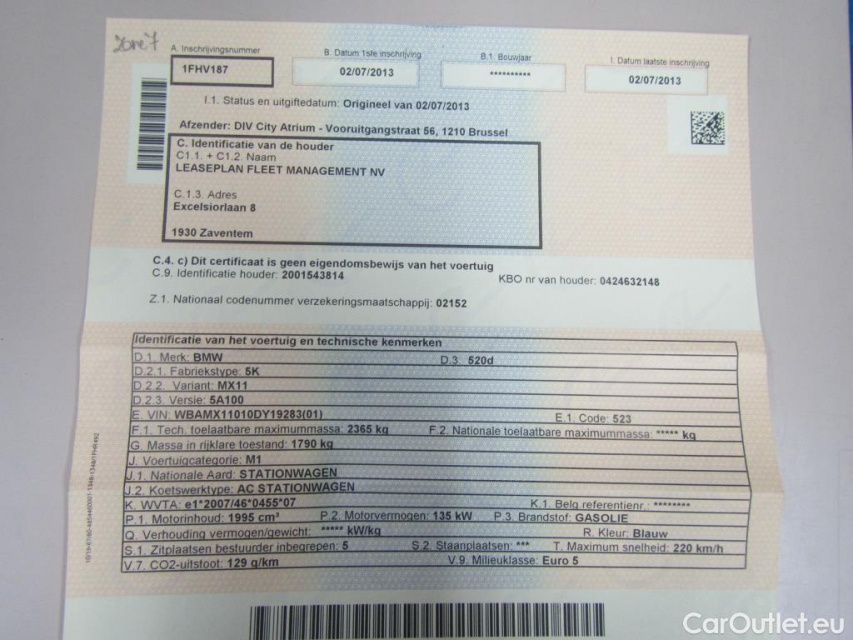 A. Inschrijvingsnummer B. Datum 1ste inschrijving B.1. Bouwjaar I. Datum laatste inschrijving
1FHV187 02/07/2013 ********** 02/07/2013
I.1. Status en uitgiftedatum: Origineel van 02/07/2013
Afzender: DIV City Atrium - Vooruitgangstraat 56, 1210 Brussel
C. Identificatie van de houder
C1.1. + C1.2. Naam
LEASEPLAN FLEET MANAGEMENT NV
C.1.3. Adres
Excelsiorlaan 8
1930 Zaventem
C.4. c) Dit certificaat is geen eigendomsbewijs van het voertuig
C.9. Identificatie houder: 2001543814 KBO nr van houder: 0424632148
Z.1. Nationaal codenummer verzekeringsmaatschappij: 02152
Identificatie van het voertuig en technische kenmerken
D.1. Merk: BMW D.3. 520d
D.2.1. Fabriekstype: 5K
D.2.2. Variant: MX11
D.2.3. Versie: 5A100
E. VIN: WBAMX11010DY19283(01) E.1. Code: 523
F.1. Tech. toelaatbare maximummassa: 2365 kg F.2. Nationale toelaatbare maximummassa: ***** kg
G. Massa in rijklare toestand: 1790 kg
J. Voertuigcategorie: M1
J.1. Nationale Aard: STATIONWAGEN
J.2. Koetswerktype: AC STATIONWAGEN
K. WVTA: e1*2007/46*0455*07 K.1. Belg referentienr.: ********
P.1. Motorinhoud: 1995 cm³ P.2. Motorvermogen: 135 kW P.3. Brandstof: GASOLIE
Q. Verhouding vermogen/gewicht: ***** kW/kg R. Kleur: Blauw
S.1. Zitplaatsen bestuurder inbegrepen: 5 S.2. Staanplaatsen: *** T. Maximum snelheid: 220 km/h
V.7. CO2-uitstoot: 129 g/km V.9. Milieuklasse: Euro 5
CarOutlet.eu